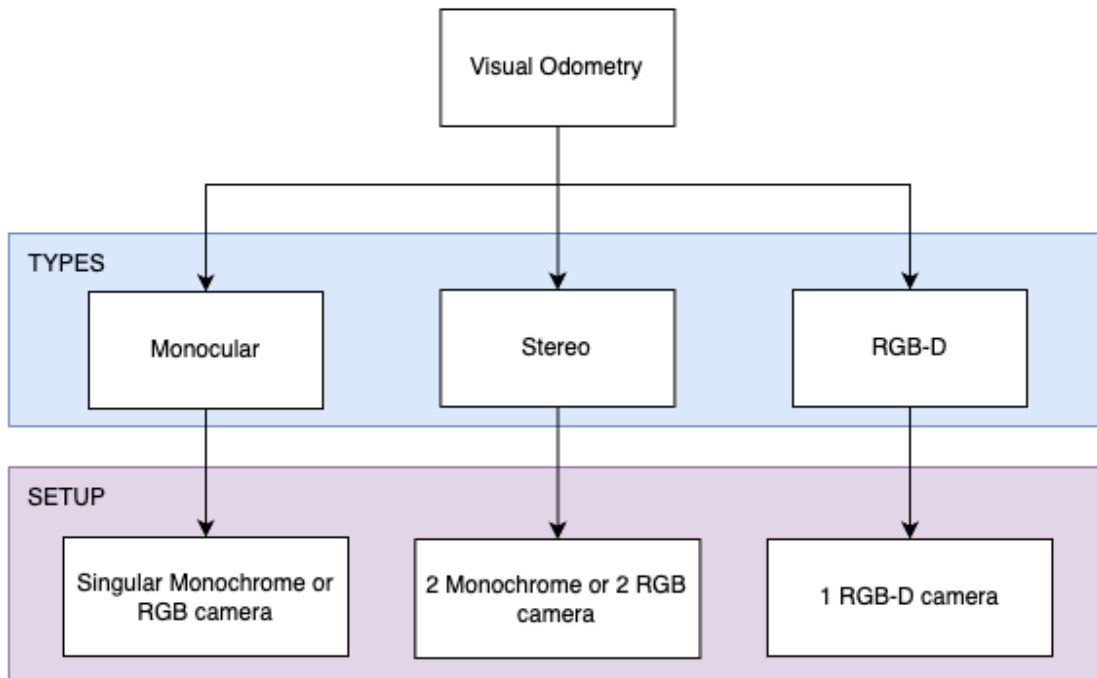 Visual Odometry
TYPES
Monocular
Stereo
RGB-D
SETUP
Singular Monochrome or
RGB camera
2 Monochrome or 2 RGB
camera
1 RGB-D camera